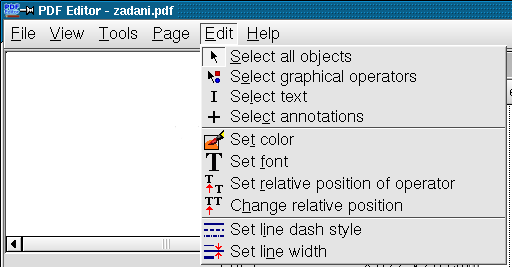 PDF Editor - zadani.pdf
File View Tools Page Edit Help
Select all objects
Select graphical operators
Select text
Select annotations
Set color
Set font
Set relative position of operator
Change relative position
Set line dash style
Set line width